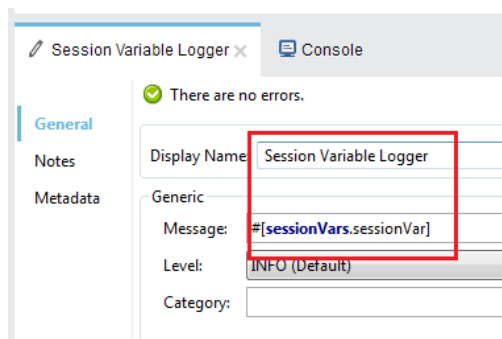 Session Variable Logger
Console
There are no errors.
General
Notes
Metadata
Display Name:
Session Variable Logger
Generic
Message:
#[sessionVars.sessionVar]
Level:
INFO (Default)
Category: